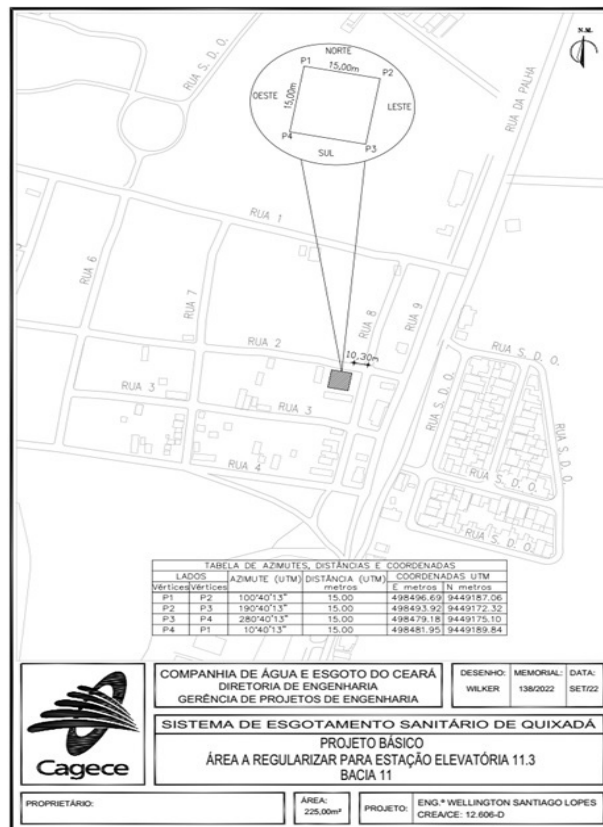 N.M.
RUA S. D. O.
NORTE
P1
15,00m
P2
OESTE
15,00m
LESTE
P4
P3
SUL
RUA DA PALHA
RUA S. D. O.
RUA 1
RUA 6
RUA 7
RUA 8
RUA 9
RUA 2
10,30m
RUA S. D. O.
RUA 3
RUA 3
RUA S. D. O.
RUA S. D. O.
RUA 4
RUA S. D. O.
RUA S. D. O.
TABELA DE AZIMUTES, DISTÂNCIAS E COORDENADAS
LADOS AZIMUTE (UTM) DISTÂNCIA (UTM) COORDENADAS UTM
Vértices Vértices metros E metros N metros
P1 P2 100°40'13" 15.00 498496.69 9449187.06
P2 P3 190°40'13" 15.00 498493.92 9449172.32
P3 P4 280°40'13" 15.00 498479.18 9449175.10
P4 P1 10°40'13" 15.00 498481.95 9449189.84
Cagece
COMPANHIA DE ÁGUA E ESGOTO DO CEARÁ
DIRETORIA DE ENGENHARIA
GERÊNCIA DE PROJETOS DE ENGENHARIA
DESENHO: MEMORIAL: DATA:
WILKER 138/2022 SET/22
SISTEMA DE ESGOTAMENTO SANITÁRIO DE QUIXADÁ
PROJETO BÁSICO
ÁREA A REGULARIZAR PARA ESTAÇÃO ELEVATÓRIA 11.3
BACIA 11
PROPRIETÁRIO:
ÁREA:
225,00m²
PROJETO:
ENG.º WELLINGTON SANTIAGO LOPES
CREA/CE: 12.606-D